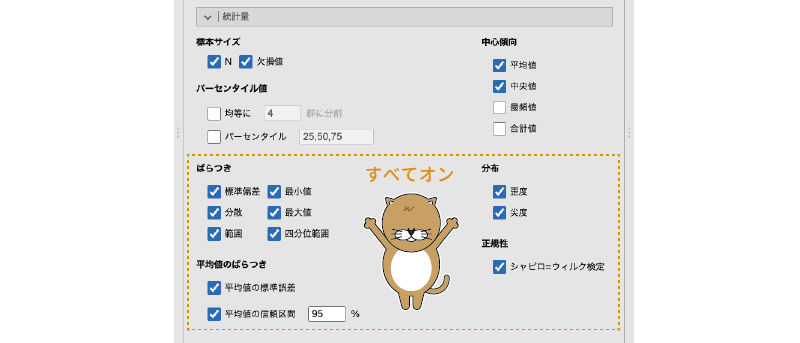 統計量
標本サイズ
N 欠損値
パーセンタイル値
均等に 4 群に分割
パーセンタイル 25,50,75
中心傾向
平均値
中央値
最頻値
合計値
すべてオン
ばらつき
標準偏差 最小値
分散 最大値
範囲 四分位範囲
平均値のばらつき
平均値の標準誤差
平均値の信頼区間 95 %
分布
歪度
尖度
正規性
シャピロ=ウィルク検定